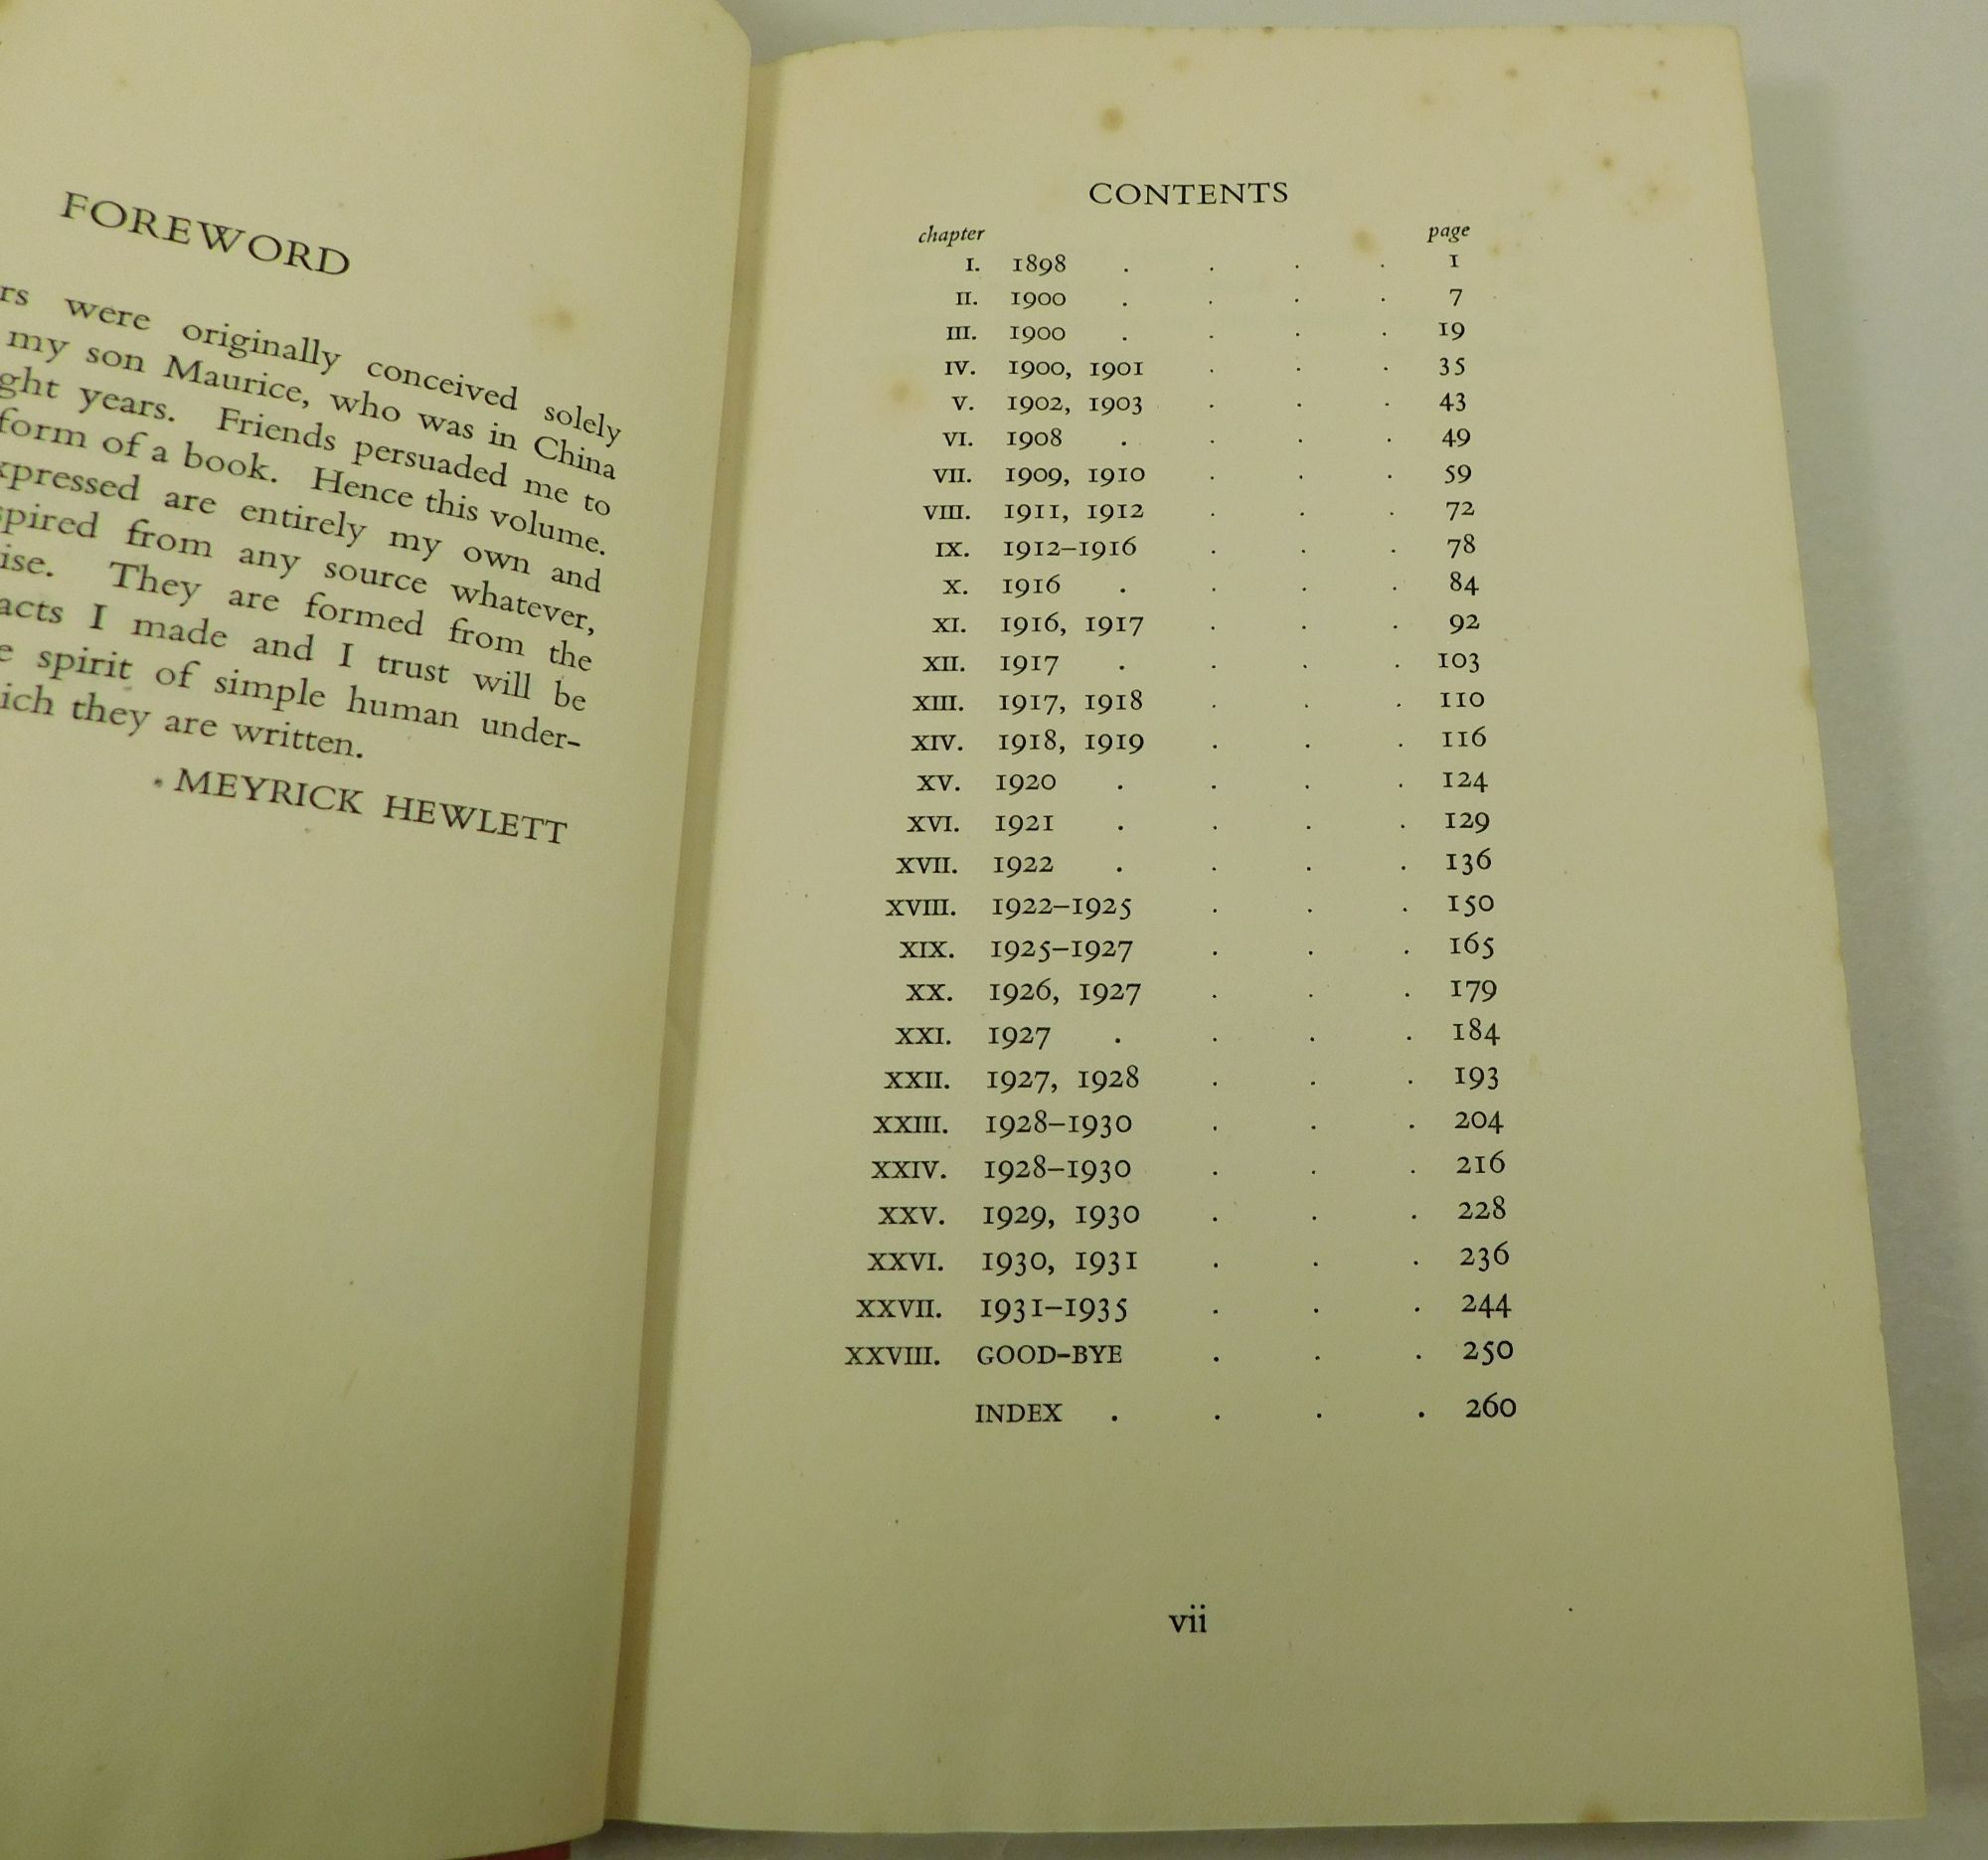 FOREWORD
were originally conceived solely
my son Maurice, who was in China
years. Friends persuaded me to
form of a book. Hence this volume.
are entirely my own and
from any source whatever,
They are formed from the
I made and I trust will be
spirit of simple human under-
they are written.
MEYRICK HEWLETT
CONTENTS
chapter page
I. 1898 . . . . 1
II. 1900 . . . . 7
III. 1900 . . . . 19
IV. 1900, 1901 . . . 35
V. 1902, 1903 . . . 43
VI. 1908 . . . . 49
VII. 1909, 1910 . . . 59
VIII. 1911, 1912 . . . 72
IX. 1912–1916 . . . 78
X. 1916 . . . . 84
XI. 1916, 1917 . . . 92
XII. 1917 . . . . 103
XIII. 1917, 1918 . . . 110
XIV. 1918, 1919 . . . 116
XV. 1920 . . . . 124
XVI. 1921 . . . . 129
XVII. 1922 . . . . 136
XVIII. 1922–1925 . . . 150
XIX. 1925–1927 . . . 165
XX. 1926, 1927 . . . 179
XXI. 1927 . . . . 184
XXII. 1927, 1928 . . . 193
XXIII. 1928–1930 . . . 204
XXIV. 1928–1930 . . . 216
XXV. 1929, 1930 . . . 228
XXVI. 1930, 1931 . . . 236
XXVII. 1931–1935 . . . 244
XXVIII. GOOD-BYE . . . 250
INDEX . . . . 260
vii